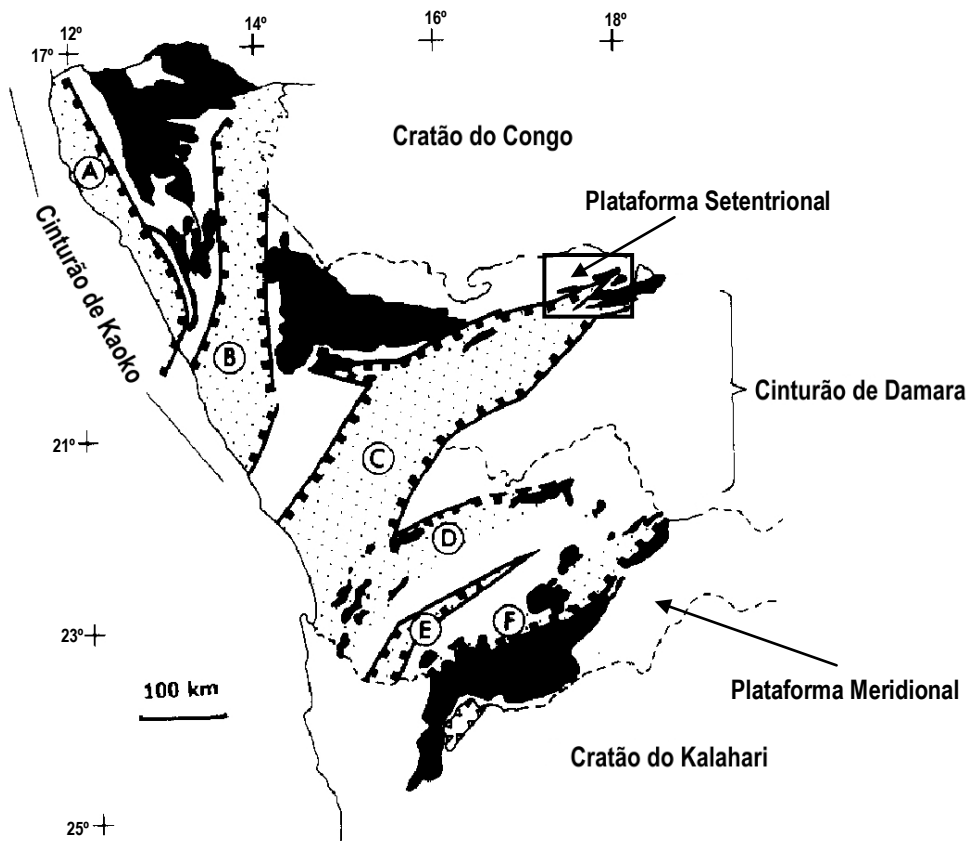 12º
14º
16º
18º
17º
Cratão do Congo
Plataforma Setentrional
A
Cinturão de Kaoko
B
Cinturão de Damara
21º
C
D
E
F
23º
100 km
Plataforma Meridional
Cratão do Kalahari
25º